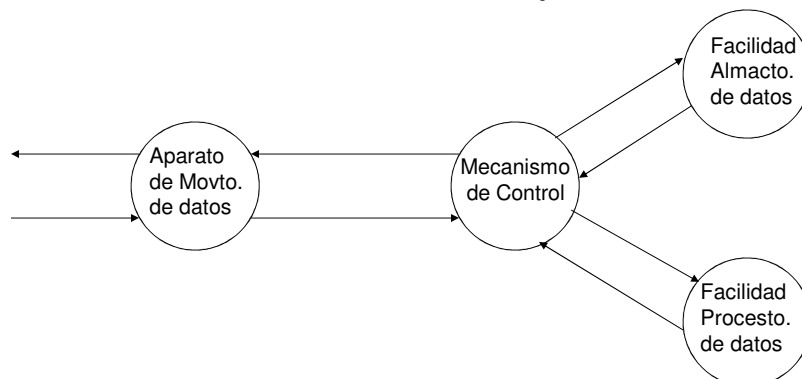 Facilidad
Almacto.
de datos
Aparato
de Movto.
de datos
Mecanismo
de Control
Facilidad
Procesto.
de datos